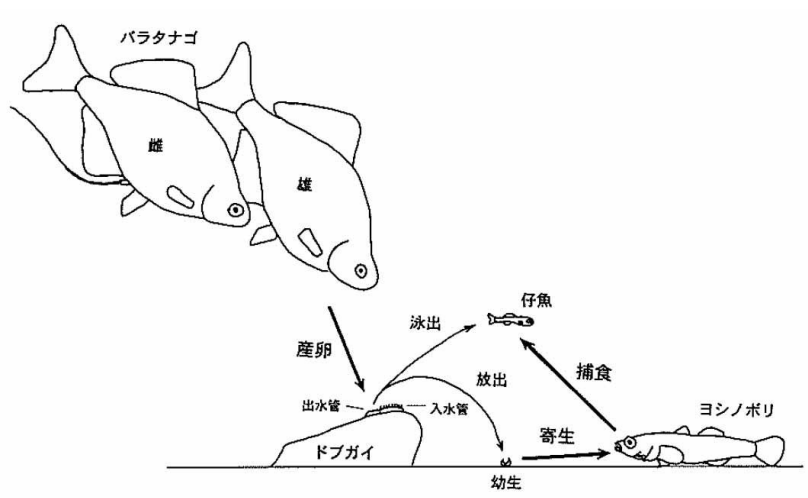 バラタナゴ
雌
雄
仔魚
泳出
産卵
捕食
放出
ヨシノボリ
出水管
入水管
寄生
ドブガイ
幼生